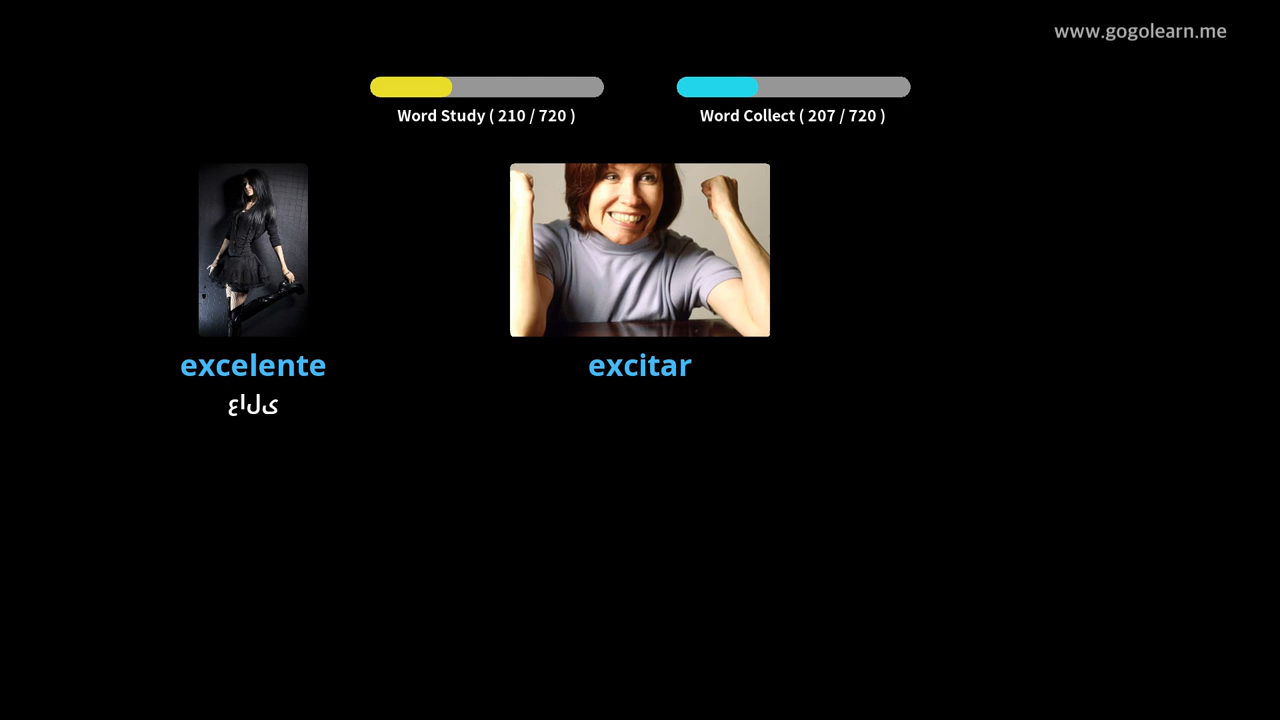 www.gogolearn.me
Word Study ( 210 / 720 )
Word Collect ( 207 / 720 )
excelente
excitar
عالی